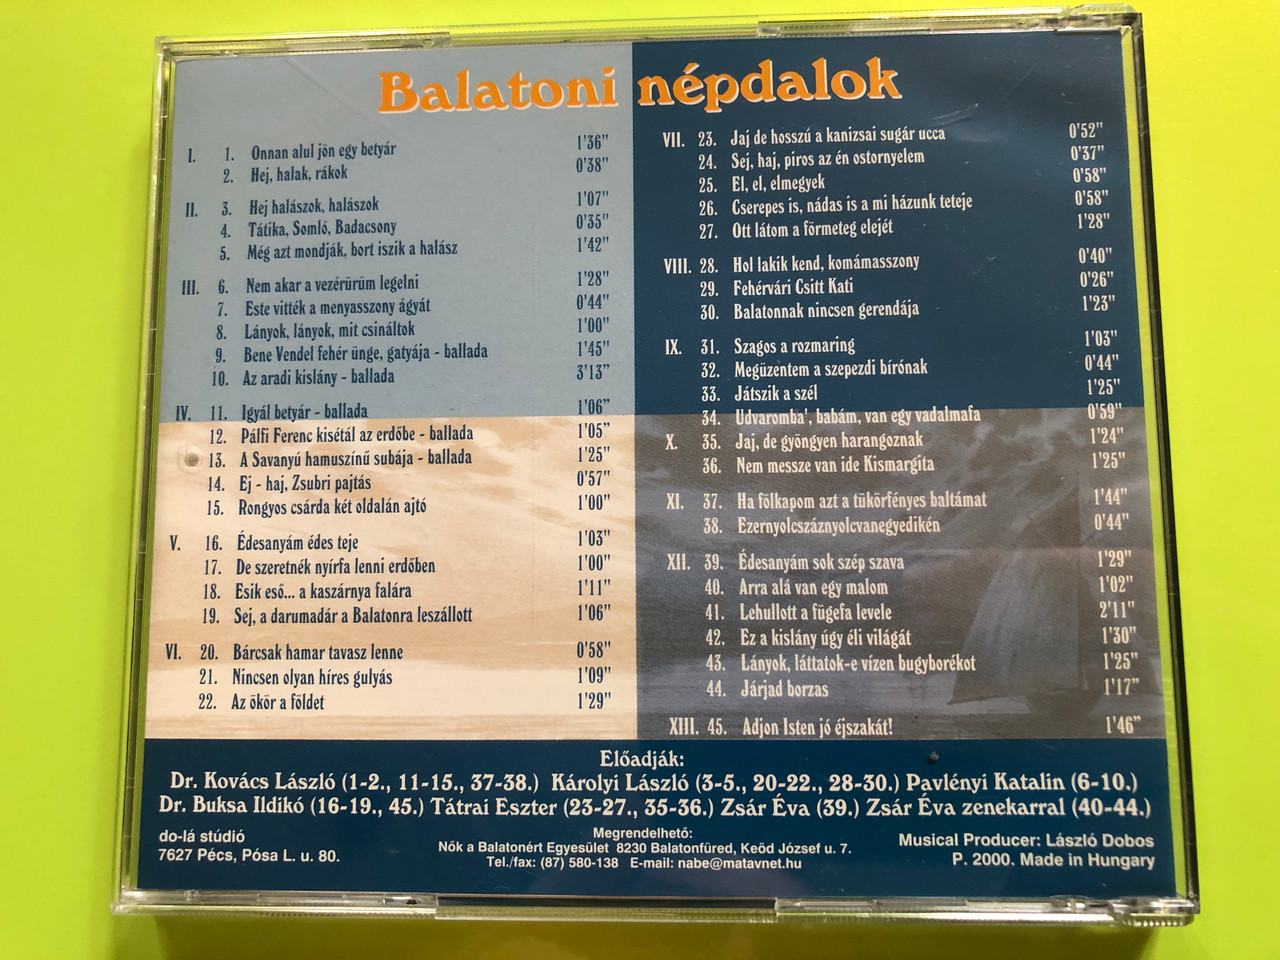 Balatoni népdalok
I. 1. Onnan alul jön egy betyár 1'36"
2. Hej, halak, rákok 0'38"
II. 3. Hej halászok, halászok 1'07"
4. Tátika, Somló, Badacsony 0'35"
5. Még azt mondják, bort iszik a halász 1'42"
III. 6. Nem akar a vezérürüm legelni 1'28"
7. Este vitték a menyasszony ágyát 0'44"
8. Lányok, lányok, mit csináltok 1'00"
9. Bene Vendel fehér ünge, gatyája - ballada 1'45"
10. Az aradi kislány - ballada 3'13"
IV. 11. Igyál betyár - ballada 1'06"
12. Pálfi Ferenc kisétál az erdőbe - ballada 1'05"
13. A Savanyú hamuszínű subája - ballada 1'25"
14. Ej - haj, Zsubri pajtás 0'57"
15. Rongyos csárda két oldalán ajtó 1'00"
V. 16. Édesanyám édes teje 1'03"
17. De szeretnék nyírfa lenni erdőben 1'00"
18. Esik eső... a kaszárnya falára 1'11"
19. Sej, a darumadár a Balatonra leszállott 1'06"
VI. 20. Bárcsak hamar tavasz lenne 0'58"
21. Nincsen olyan híres gulyás 1'09"
22. Az ökör a földet 1'29"
VII. 23. Jaj de hosszú a kanizsai sugár ucca 0'52"
24. Sej, haj, piros az én ostornyelem 0'37"
25. El, el, elmegyek 0'58"
26. Cserepes is, nádas is a mi házunk teteje 0'58"
27. Ott látom a förmeteg elejét 1'28"
VIII. 28. Hol lakik kend, komámasszony 0'40"
29. Fehérvári Csitt Kati 0'26"
30. Balatonnak nincsen gerendája 1'23"
IX. 31. Szagos a rozmaring 1'03"
32. Megüzentem a szepezdi bírónak 0'44"
33. Játszik a szél 1'25"
34. Udvaromba', babám, van egy vadalmafa 0'59"
X. 35. Jaj, de gyöngyen harangoznak 1'24"
36. Nem messze van ide Kismargita 1'25"
XI. 37. Ha fölkapom azt a tükörfényes baltámat 1'44"
38. Ezernyolcszáznyolcvanegyedikén 0'44"
XII. 39. Édesanyám sok szép szava 1'29"
40. Arra alá van egy malom 1'02"
41. Lehullott a fügefa levele 2'11"
42. Ez a kislány úgy éli világát 1'30"
43. Lányok, láttatok-e vízen bugyborékot 1'25"
44. Járjad borzas 1'17"
XIII. 45. Adjon Isten jó éjszakát! 1'46"
Előadják:
Dr. Kovács László (1-2., 11-15., 37-38.) Károlyi László (3-5., 20-22., 28-30.) Pavlényi Katalin (6-10.)
Dr. Buksa Ildikó (16-19., 45.) Tátrai Eszter (23-27., 35-36.) Zsár Éva (39.) Zsár Éva zenekarral (40-44.)
do-lá stúdió
7627 Pécs, Pósa L. u. 80.
Megrendelhető:
Nők a Balatonért Egyesület 8230 Balatonfüred, Keöd József u. 7.
Tel./fax: (87) 580-138 E-mail: nabe@matavnet.hu
Musical Producer: László Dobos
P. 2000. Made in Hungary